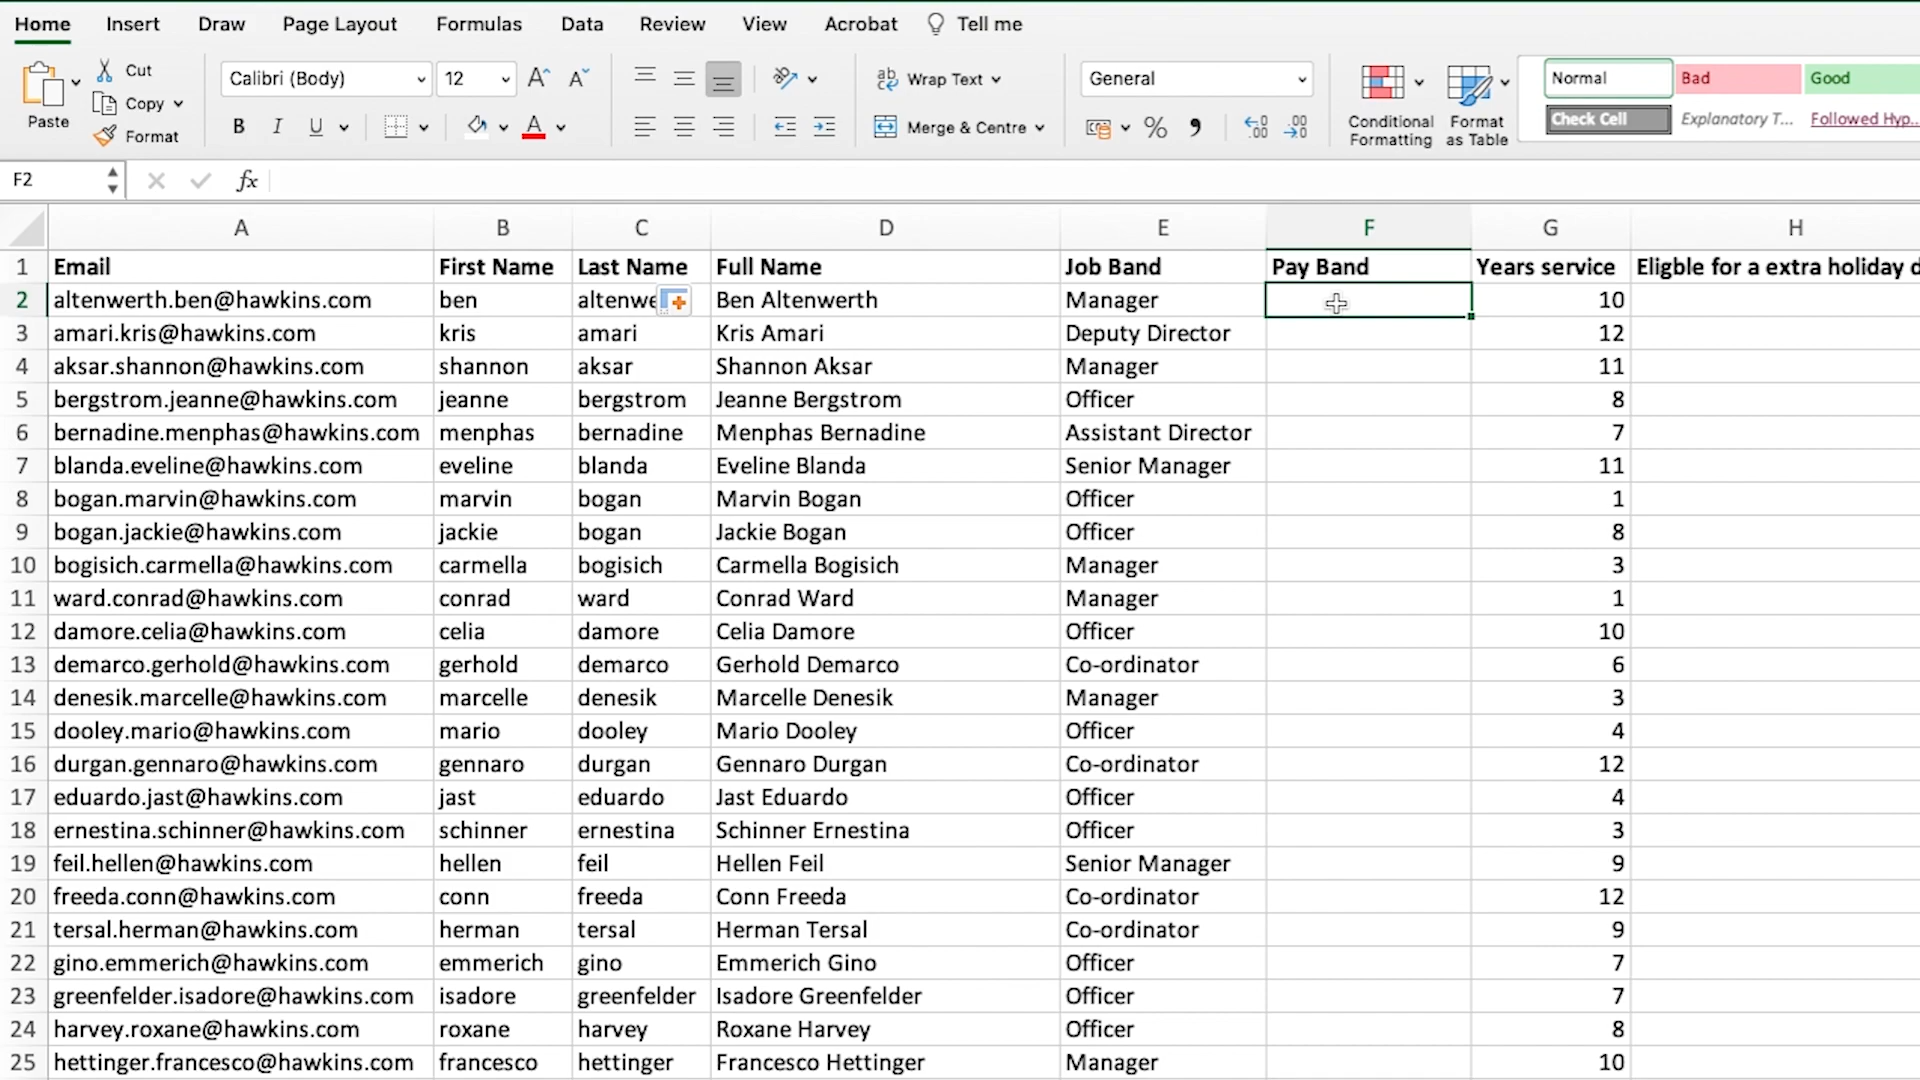 Home Insert Draw Page Layout Formulas Data Review View Acrobat Tell me
Paste Cut Copy Format
Calibri (Body) 12 A^ A˅ Wrap Text General Normal Bad Good
B I U A Merge & Centre % Conditional Formatting Format as Table Check Cell Explanatory T... Followed Hyp...
F2 fx
A B C D E F G H
1 Email First Name Last Name Full Name Job Band Pay Band Years service Eligble for a extra holiday d
2 altenwerth.ben@hawkins.com ben altenwe Ben Altenwerth Manager 10
3 amari.kris@hawkins.com kris amari Kris Amari Deputy Director 12
4 aksar.shannon@hawkins.com shannon aksar Shannon Aksar Manager 11
5 bergstrom.jeanne@hawkins.com jeanne bergstrom Jeanne Bergstrom Officer 8
6 bernadine.menphas@hawkins.com menphas bernadine Menphas Bernadine Assistant Director 7
7 blanda.eveline@hawkins.com eveline blanda Eveline Blanda Senior Manager 11
8 bogan.marvin@hawkins.com marvin bogan Marvin Bogan Officer 1
9 bogan.jackie@hawkins.com jackie bogan Jackie Bogan Officer 8
10 bogisich.carmella@hawkins.com carmella bogisich Carmella Bogisich Manager 3
11 ward.conrad@hawkins.com conrad ward Conrad Ward Manager 1
12 damore.celia@hawkins.com celia damore Celia Damore Officer 10
13 demarco.gerhold@hawkins.com gerhold demarco Gerhold Demarco Co-ordinator 6
14 denesik.marcelle@hawkins.com marcelle denesik Marcelle Denesik Manager 3
15 dooley.mario@hawkins.com mario dooley Mario Dooley Officer 4
16 durgan.gennaro@hawkins.com gennaro durgan Gennaro Durgan Co-ordinator 12
17 eduardo.jast@hawkins.com jast eduardo Jast Eduardo Officer 4
18 ernestina.schinner@hawkins.com schinner ernestina Schinner Ernestina Officer 3
19 feil.hellen@hawkins.com hellen feil Hellen Feil Senior Manager 9
20 freeda.conn@hawkins.com conn freeda Conn Freeda Co-ordinator 12
21 tersal.herman@hawkins.com herman tersal Herman Tersal Co-ordinator 9
22 gino.emmerich@hawkins.com emmerich gino Emmerich Gino Officer 7
23 greenfelder.isadore@hawkins.com isadore greenfelder Isadore Greenfelder Officer 7
24 harvey.roxane@hawkins.com roxane harvey Roxane Harvey Officer 8
25 hettinger.francesco@hawkins.com francesco hettinger Francesco Hettinger Manager 10